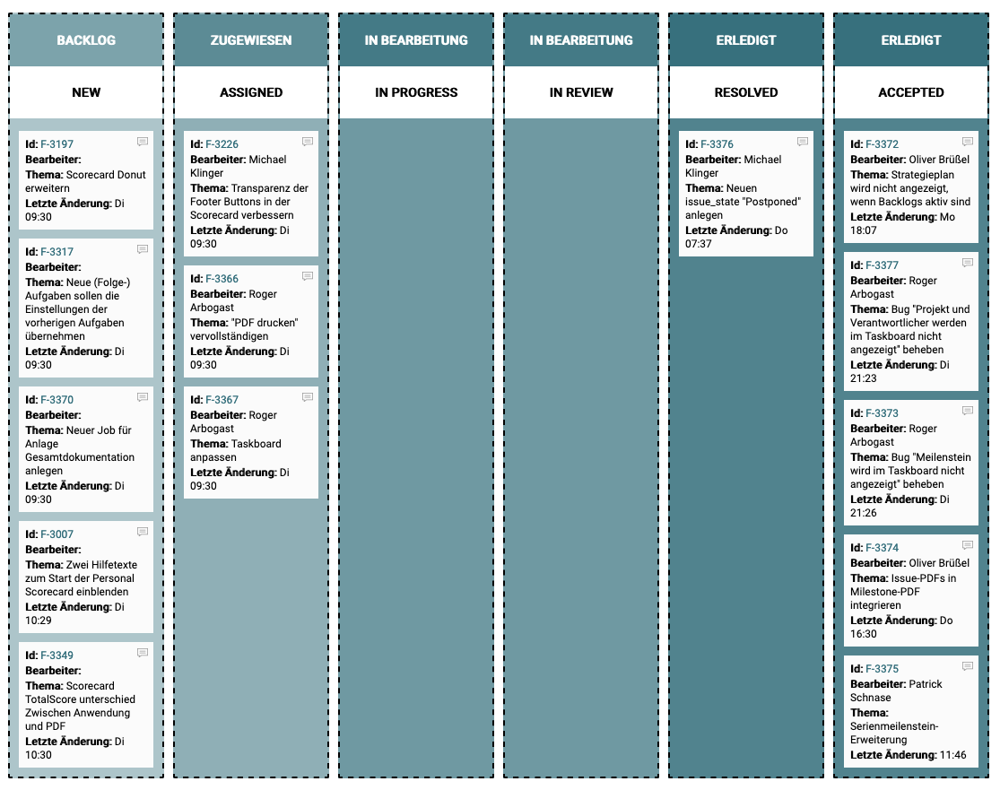 BACKLOG
NEW
Id: F-3197
Bearbeiter:
Thema: Scorecard Donut
erweitern
Letzte Änderung: Di
09:30
Id: F-3317
Bearbeiter:
Thema: Neue (Folge-)
Aufgaben sollen die
Einstellungen der
vorherigen Aufgaben
übernehmen
Letzte Änderung: Di
09:30
Id: F-3370
Bearbeiter:
Thema: Neuer Job für
Anlage
Gesamtdokumentation
anlegen
Letzte Änderung: Di
09:30
Id: F-3007
Bearbeiter:
Thema: Zwei Hilfetexte
zum Start der Personal
Scorecard einblenden
Letzte Änderung: Di
10:29
Id: F-3349
Bearbeiter:
Thema: Scorecard
TotalScore unterschied
Zwischen Anwendung
und PDF
Letzte Änderung: Di
10:30
ZUGEWIESEN
ASSIGNED
Id: F-3226
Bearbeiter: Michael
Klinger
Thema: Transparenz der
Footer Buttons in der
Scorecard verbessern
Letzte Änderung: Di
09:30
Id: F-3366
Bearbeiter: Roger
Arbogast
Thema: "PDF drucken"
vervollständigen
Letzte Änderung: Di
09:30
Id: F-3367
Bearbeiter: Roger
Arbogast
Thema: Taskboard
anpassen
Letzte Änderung: Di
09:30
IN BEARBEITUNG
IN PROGRESS
IN BEARBEITUNG
IN REVIEW
ERLEDIGT
RESOLVED
Id: F-3376
Bearbeiter: Michael
Klinger
Thema: Neuen
issue_state "Postponed"
anlegen
Letzte Änderung: Do
07:37
ERLEDIGT
ACCEPTED
Id: F-3372
Bearbeiter: Oliver Brüßel
Thema: Strategieplan
wird nicht angezeigt,
wenn Backlogs aktiv sind
Letzte Änderung: Mo
18:07
Id: F-3377
Bearbeiter: Roger
Arbogast
Thema: Bug "Projekt und
Verantwortlicher werden
im Taskboard nicht
angezeigt" beheben
Letzte Änderung: Di
21:23
Id: F-3373
Bearbeiter: Roger
Arbogast
Thema: Bug "Meilenstein
wird im Taskboard nicht
angezeigt" beheben
Letzte Änderung: Di
21:26
Id: F-3374
Bearbeiter: Oliver Brüßel
Thema: Issue-PDFs in
Milestone-PDF
integrieren
Letzte Änderung: Do
16:30
Id: F-3375
Bearbeiter: Patrick
Schnase
Thema:
Serienmeilenstein-
Erweiterung
Letzte Änderung: 11:46